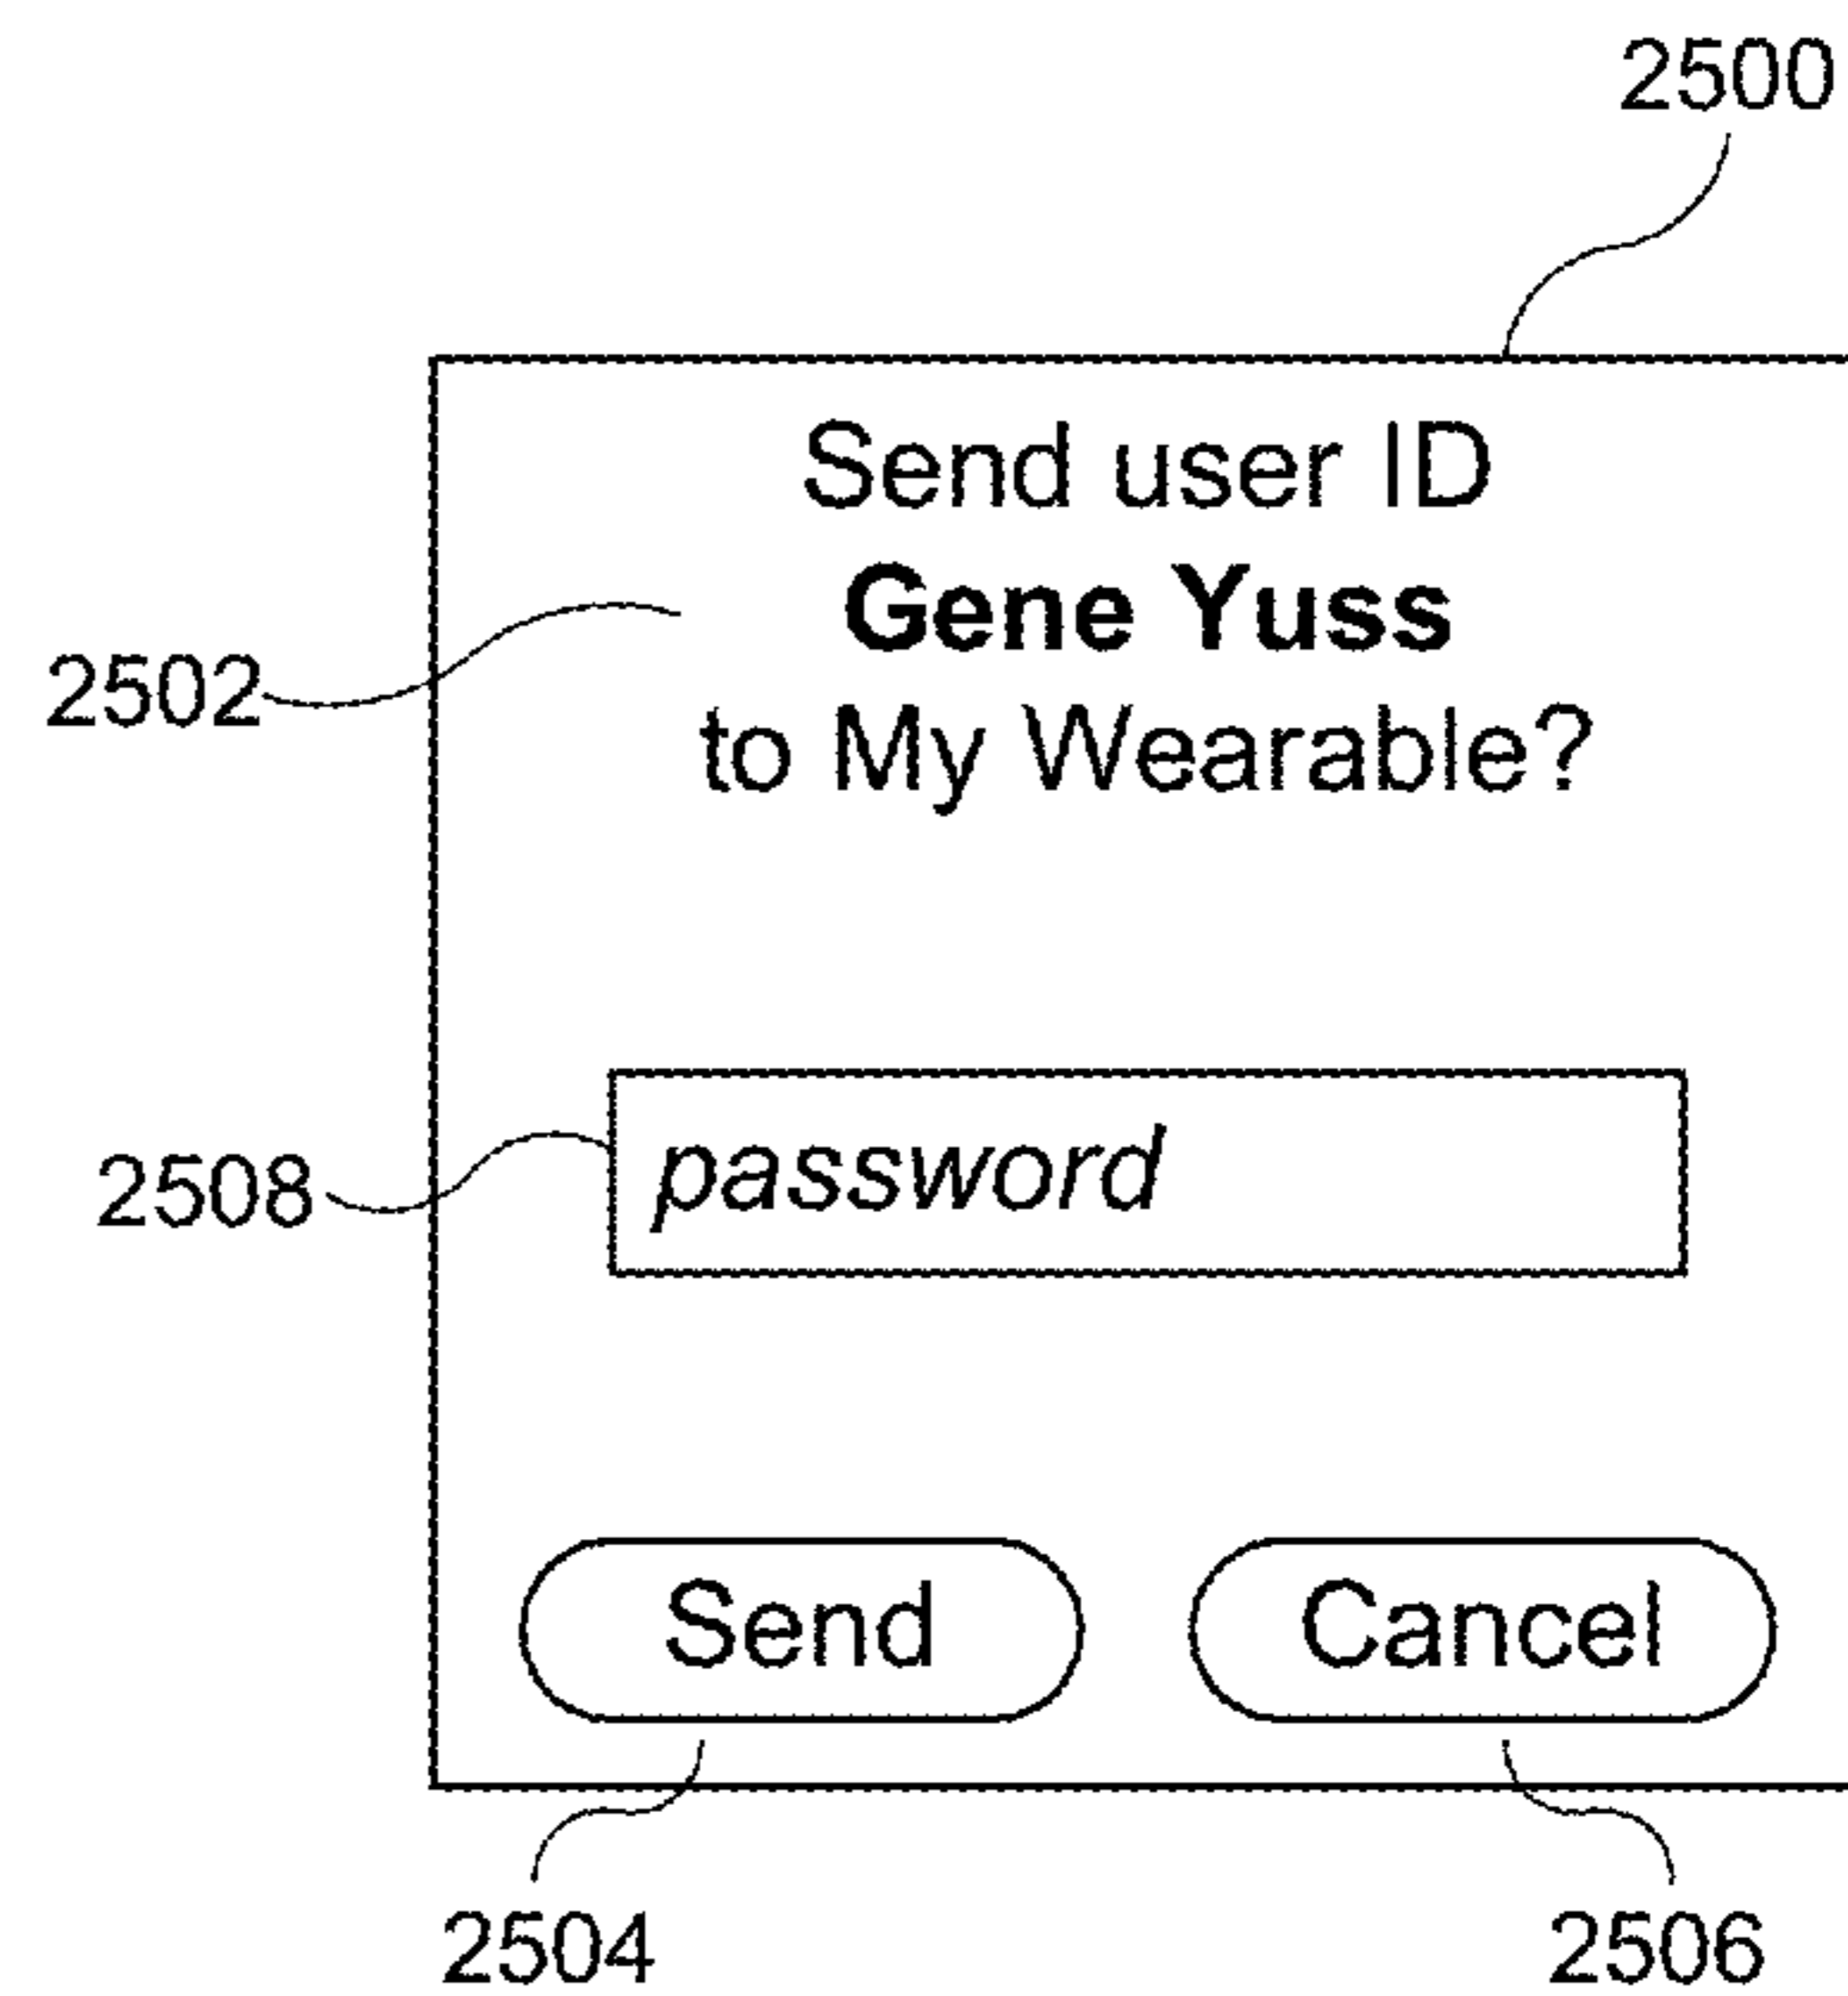 2500
Send user ID
Gene Yuss
2502
to My Wearable?
2508
password
Send
Cancel
2504
2506